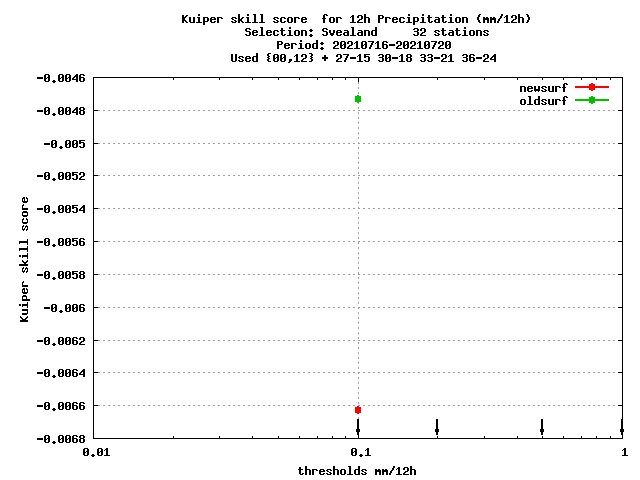 Kuiper skill score  for 12h Precipitation (mm/12h)
Selection: Svealand     32 stations
Period: 20210716-20210720
Used {00,12} + 27-15 30-18 33-21 36-24
newsurf
oldsurf
-0.0046
-0.0048
-0.005
-0.0052
-0.0054
-0.0056
-0.0058
-0.006
-0.0062
-0.0064
-0.0066
-0.0068
Kuiper skill score
0.01
0.1
1
thresholds mm/12h